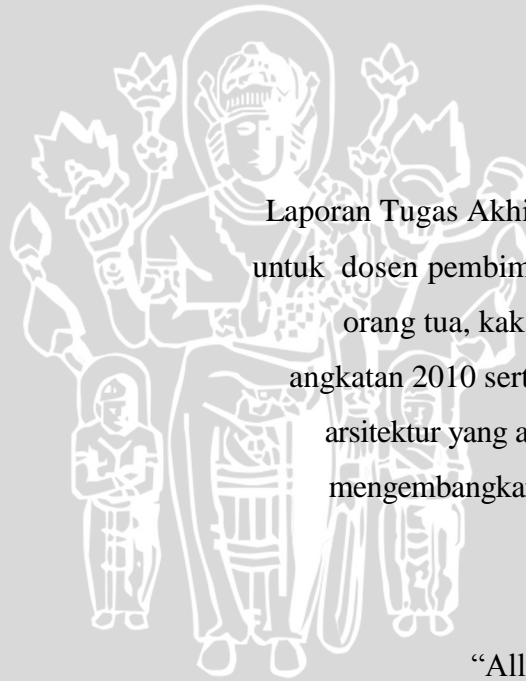 Laporan Tugas Akhi
untuk dosen pembim
orang tua, kak
angkatan 2010 sert
arsitektur yang a
mengembangka
“All